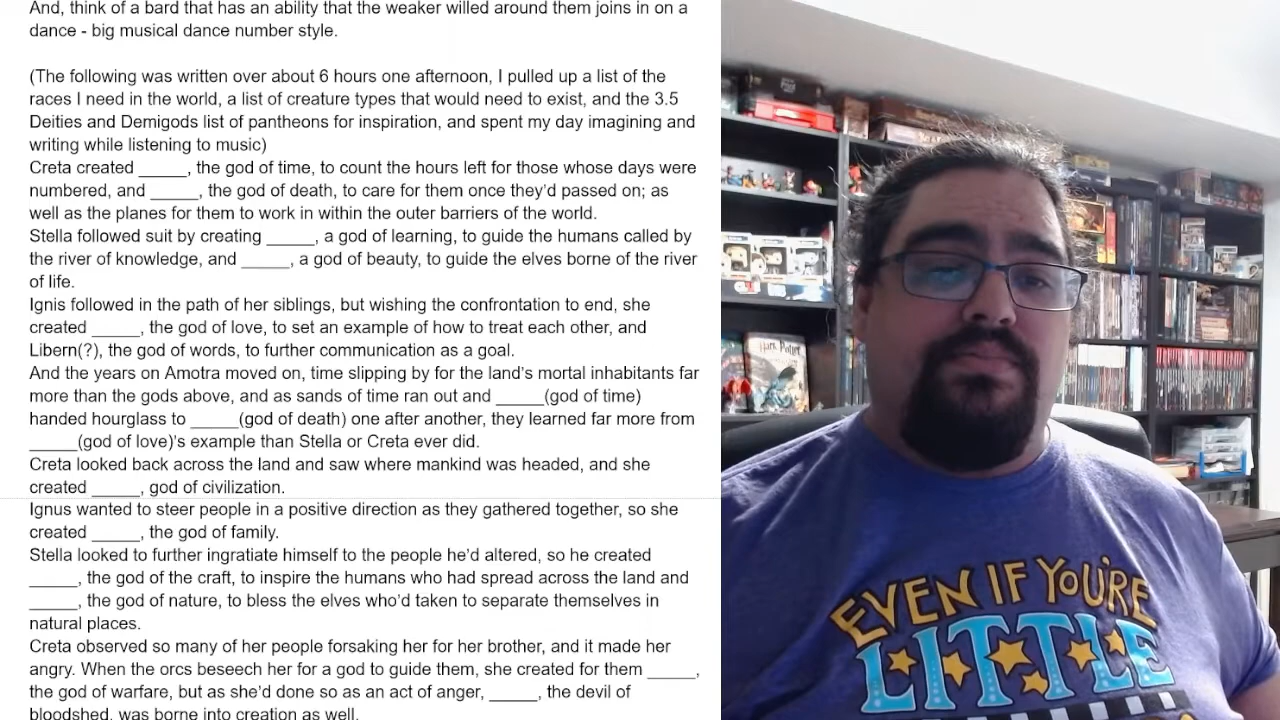 And, think of a bard that has an ability that the weaker willed around them joins in on a
dance - big musical dance number style.
(The following was written over about 6 hours one afternoon, I pulled up a list of the
races I need in the world, a list of creature types that would need to exist, and the 3.5
Deities and Demigods list of pantheons for inspiration, and spent my day imagining and
writing while listening to music)
Creta created _____, the god of time, to count the hours left for those whose days were
numbered, and _____, the god of death, to care for them once they'd passed on; as
well as the planes for them to work in within the outer barriers of the world.
Stella followed suit by creating _____, a god of learning, to guide the humans called by
the river of knowledge, and _____, a god of beauty, to guide the elves borne of the river
of life.
Ignis followed in the path of her siblings, but wishing the confrontation to end, she
created _____, the god of love, to set an example of how to treat each other, and
Libern(?), the god of words, to further communication as a goal.
And the years on Amotra moved on, time slipping by for the land's mortal inhabitants far
more than the gods above, and as sands of time ran out and _____(god of time)
handed hourglass to _____(god of death) one after another, they learned far more from
_____(god of love)'s example than Stella or Creta ever did.
Creta looked back across the land and saw where mankind was headed, and she
created _____, god of civilization.
Ignus wanted to steer people in a positive direction as they gathered together, so she
created _____, the god of family.
Stella looked to further ingratiate himself to the people he'd altered, so he created
_____, the god of the craft, to inspire the humans who had spread across the land and
_____, the god of nature, to bless the elves who'd taken to separate themselves in
natural places.
Creta observed so many of her people forsaking her for her brother, and it made her
angry. When the orcs beseech her for a god to guide them, she created for them _____,
the god of warfare, but as she'd done so as an act of anger, _____, the devil of
bloodshed, was borne into creation as well.
Harry Potter
EVEN IF YOU'RE
LITTLE